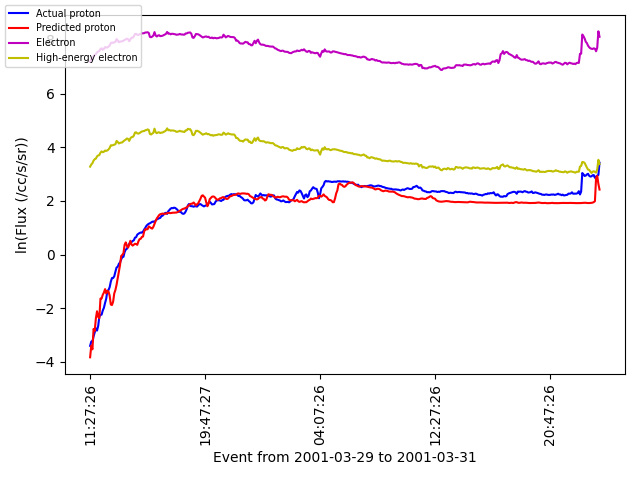 Actual proton
Predicted proton
Electron
High-energy electron
ln(Flux (/cc/s/sr))
6
4
2
0
−2
−4
11:27:26
19:47:27
04:07:26
12:27:26
20:47:26
Event from 2001-03-29 to 2001-03-31